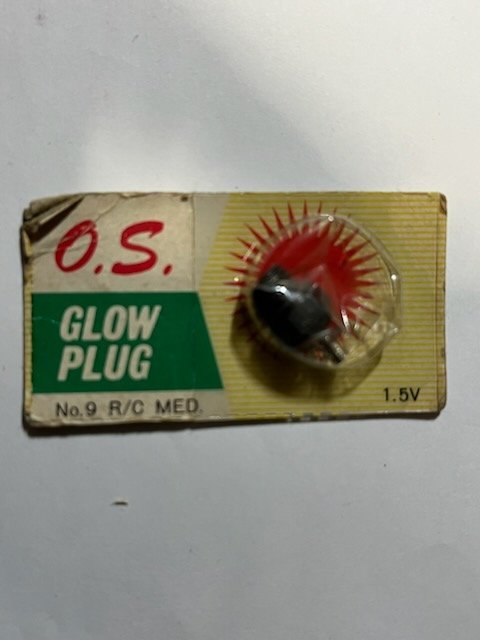 O.S.
GLOW
PLUG
No.9 R/C MED.
1.5V